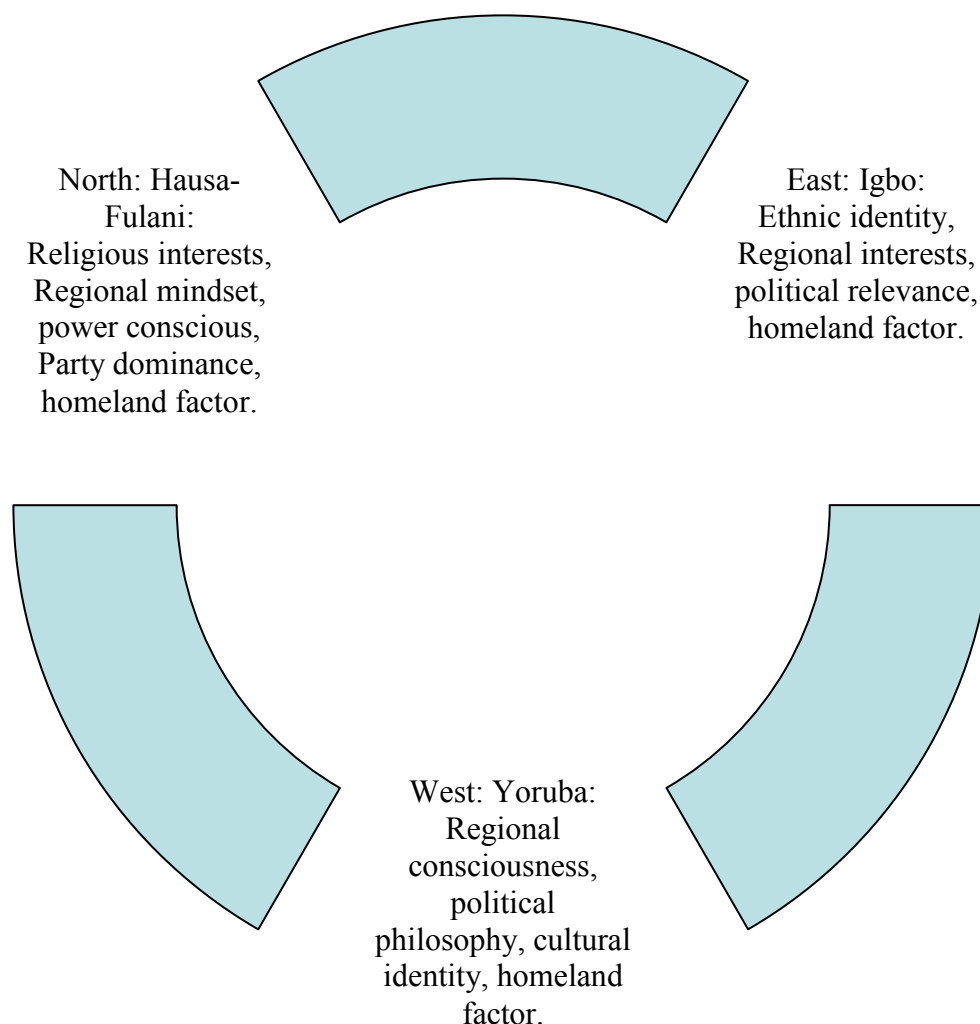 North: Hausa-
Fulani:
Religious interests,
Regional mindset,
power conscious,
Party dominance,
homeland factor.
East: Igbo:
Ethnic identity,
Regional interests,
political relevance,
homeland factor.
West: Yoruba:
Regional
consciousness,
political
philosophy, cultural
identity, homeland
factor.